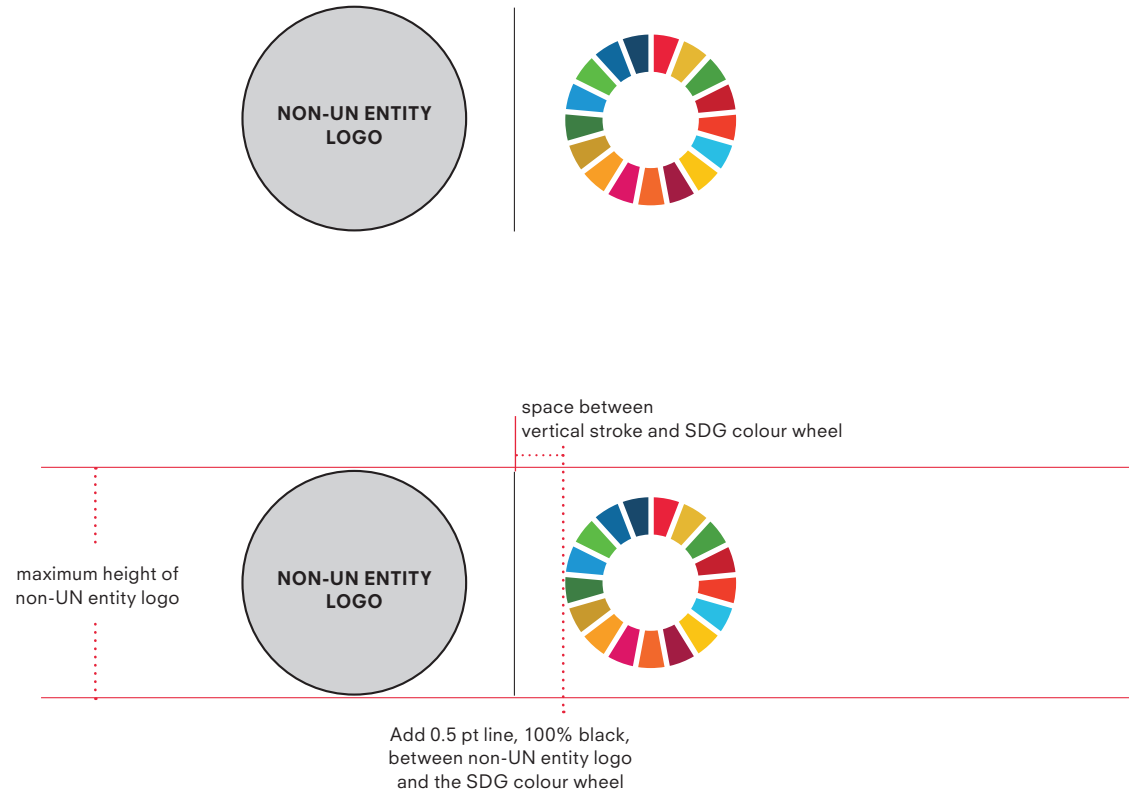 NON-UN ENTITY
LOGO
space between
vertical stroke and SDG colour wheel
maximum height of
non-UN entity logo
NON-UN ENTITY
LOGO
Add 0.5 pt line, 100% black,
between non-UN entity logo
and the SDG colour wheel